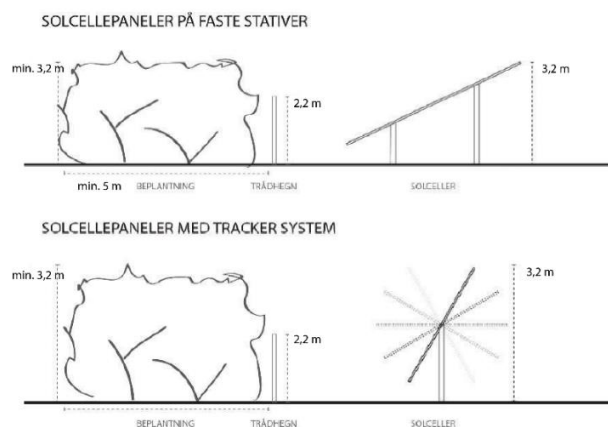 SOLCELLEPANELER PÅ FASTE STATIVER
min. 3,2 m
2,2 m
3,2 m
min. 5 m
BEPLANTNING
TRÅDHEGN
SOLCELLER
SOLCELLEPANELER MED TRACKER SYSTEM
min. 3,2 m
2,2 m
3,2 m
BEPLANTNING
TRÅDHEGN
SOLCELLER